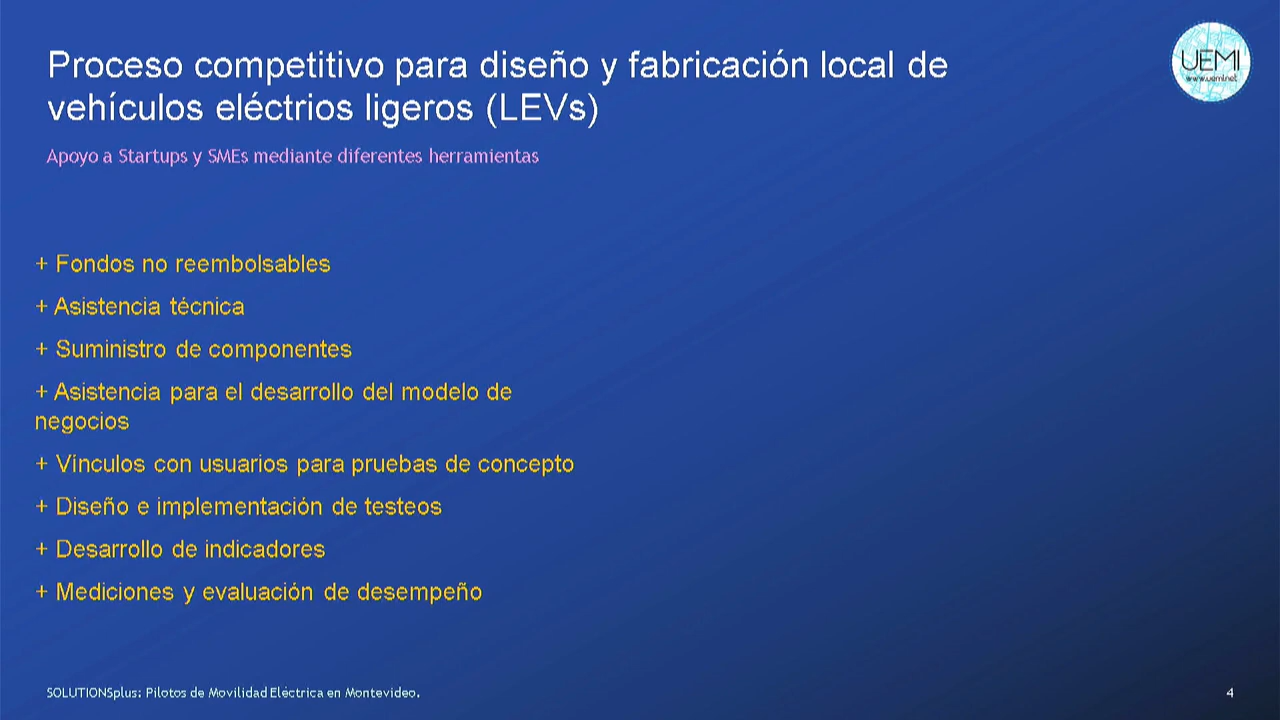 Proceso competitivo para diseño y fabricación local de
vehículos eléctrios ligeros (LEVs)
UEMI
www.uemi.net
Apoyo a Startups y SMEs mediante diferentes herramientas
+ Fondos no reembolsables
+ Asistencia técnica
+ Suministro de componentes
+ Asistencia para el desarrollo del modelo de
negocios
+ Vínculos con usuarios para pruebas de concepto
+ Diseño e implementación de testeos
+ Desarrollo de indicadores
+ Mediciones y evaluación de desempeño
SOLUTIONSplus: Pilotos de Movilidad Eléctrica en Montevideo.
4